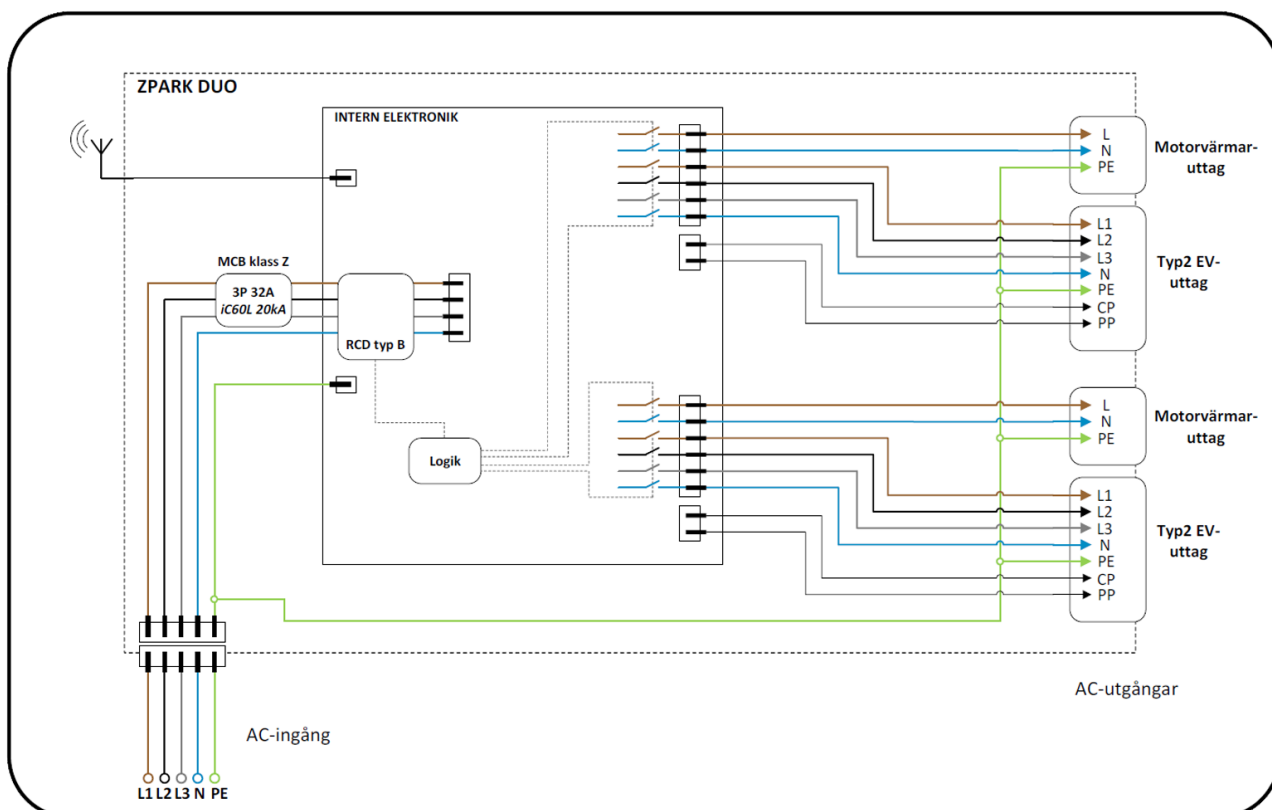 ZPARK DUO
INTERN ELEKTRONIK
MCB klass Z
3P 32A
iC60L 20kA
RCD typ B
Logik
L
N
PE
Motorvärmar-
uttag
L1
L2
L3
N
PE
CP
PP
Typ2 EV-
uttag
L
N
PE
Motorvärmar-
uttag
L1
L2
L3
N
PE
CP
PP
Typ2 EV-
uttag
AC-utgångar
AC-ingång
L1 L2 L3 N PE